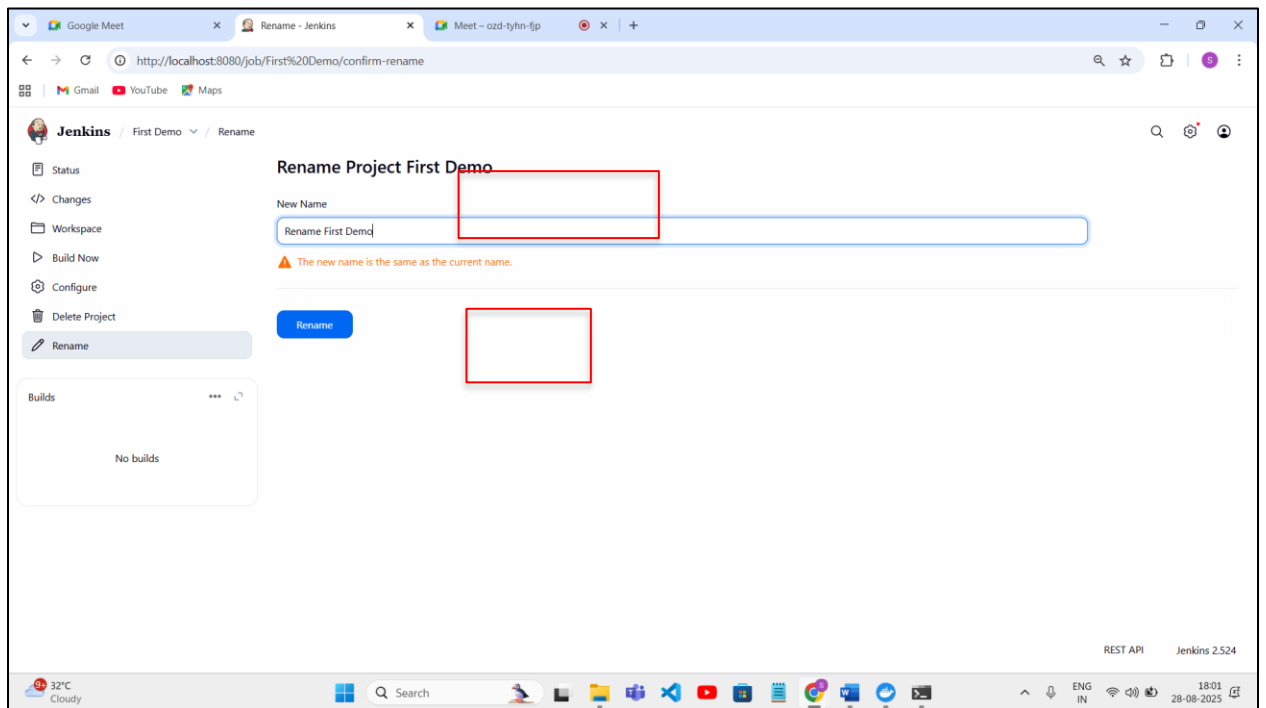 Google Meet
Rename - Jenkins
Meet – ozd-tyhn-fjp
http://localhost:8080/job/First%20Demo/confirm-rename
S
Gmail
YouTube
Maps
Jenkins / First Demo / Rename
Status
Changes
Workspace
Build Now
Configure
Delete Project
Rename
Builds
No builds
Rename Project First Demo
New Name
Rename First Demo
The new name is the same as the current name.
Rename
REST API
Jenkins 2.524
9+
32°C
Cloudy
Search
S
ENG
IN
18:01
28-08-2025